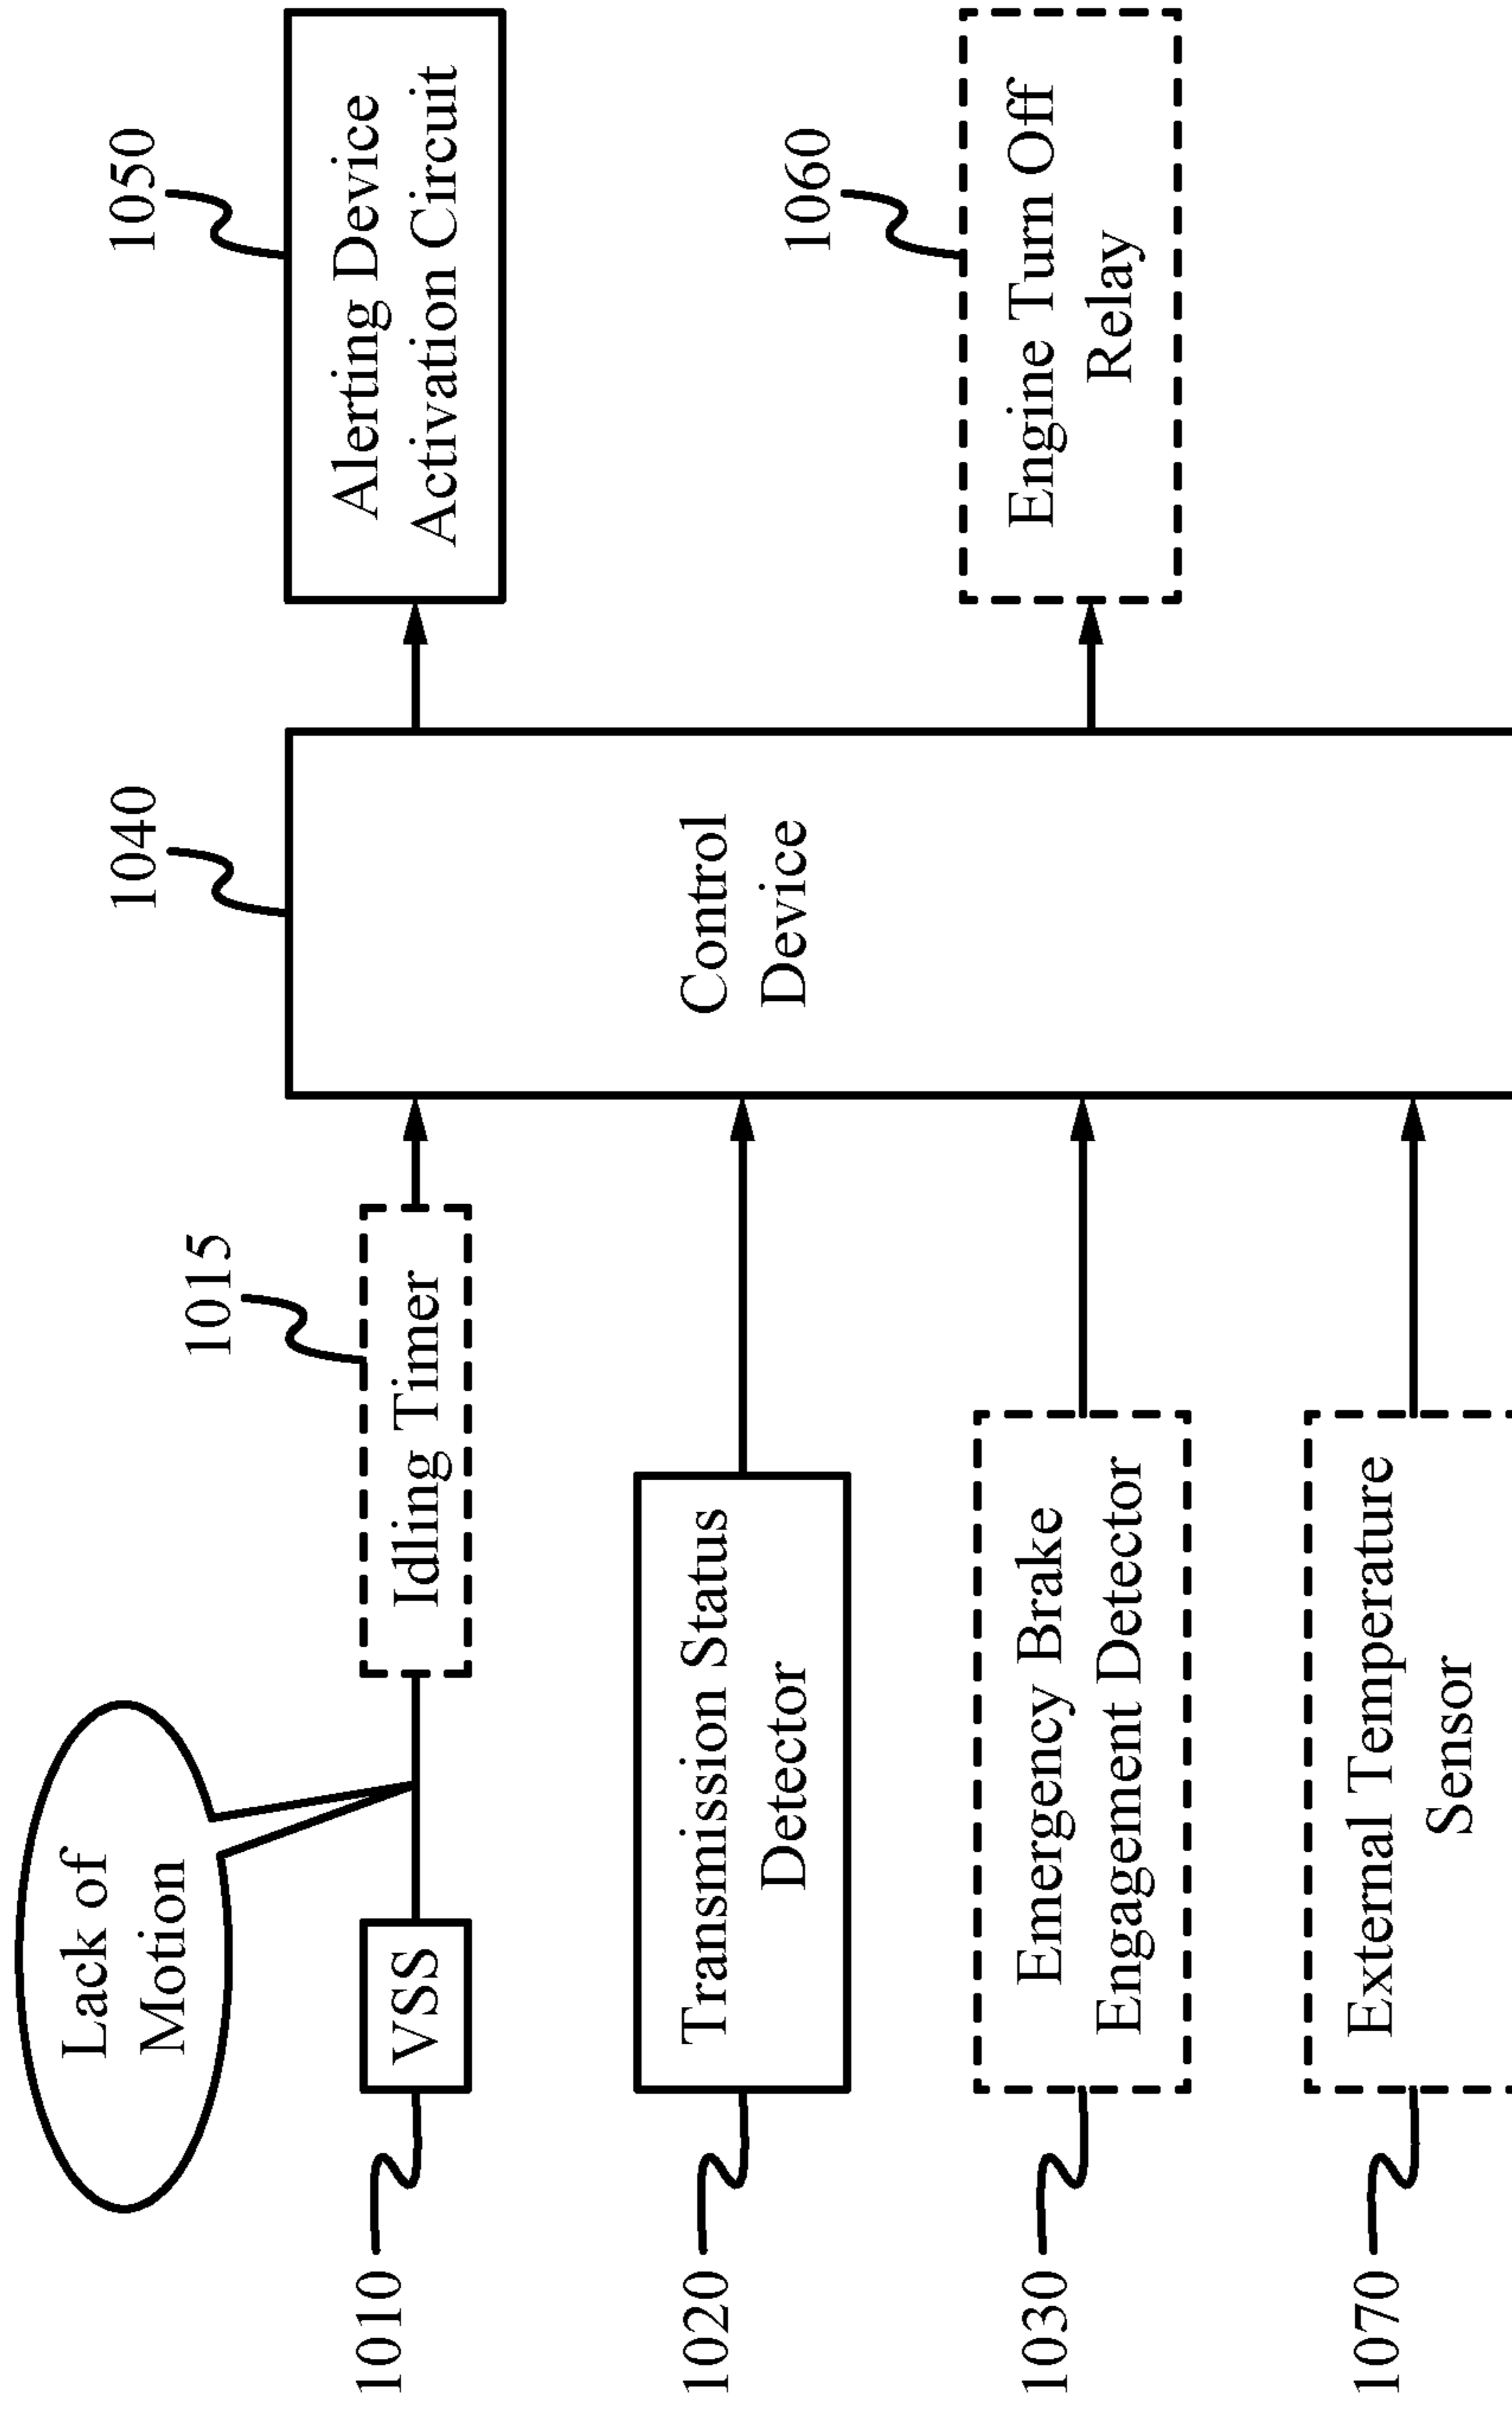 Lack of
Motion
1010
VSS
1015
Idling Timer
1040
Control
Device
1050
Alerting Device
Activation Circuit
1020
Transmission Status
Detector
1030
Emergency Brake
Engagement Detector
1060
Engine Turn Off
Relay
1070
External Temperature
Sensor